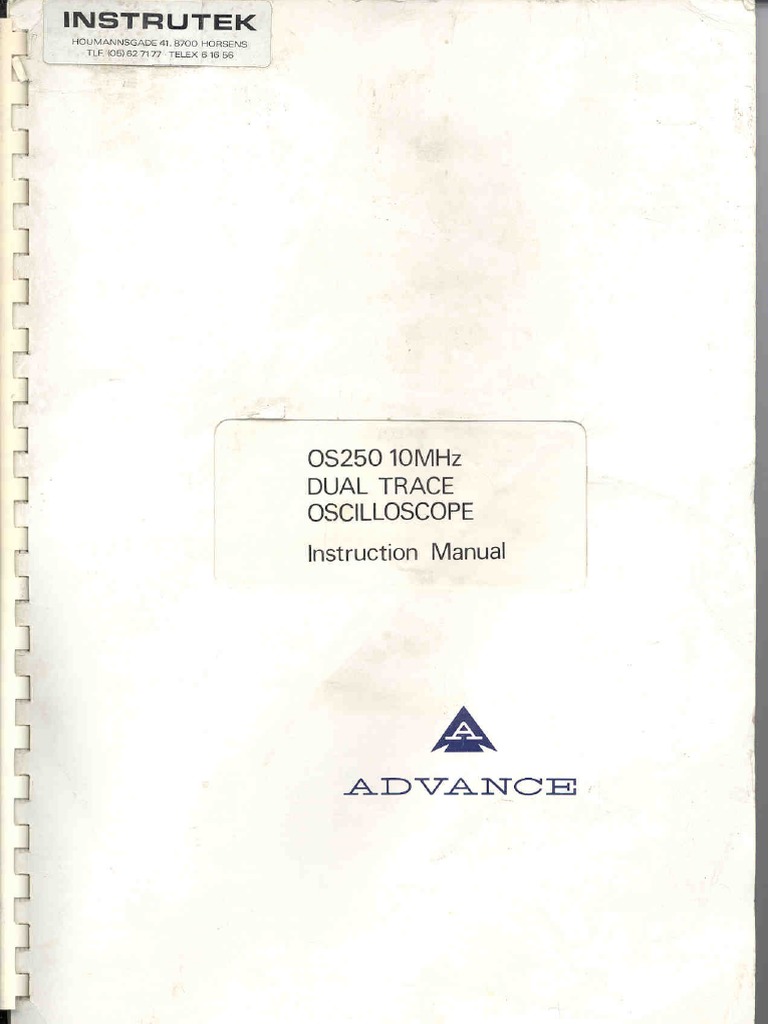 INSTRUTEK
HOUMANNSGADE 41, 8700 HORSENS
TLF. (05) 62 71 77 TELEX 6 16 56
OS250 10MHz
DUAL TRACE
OSCILLOSCOPE
Instruction Manual
A
ADVANCE